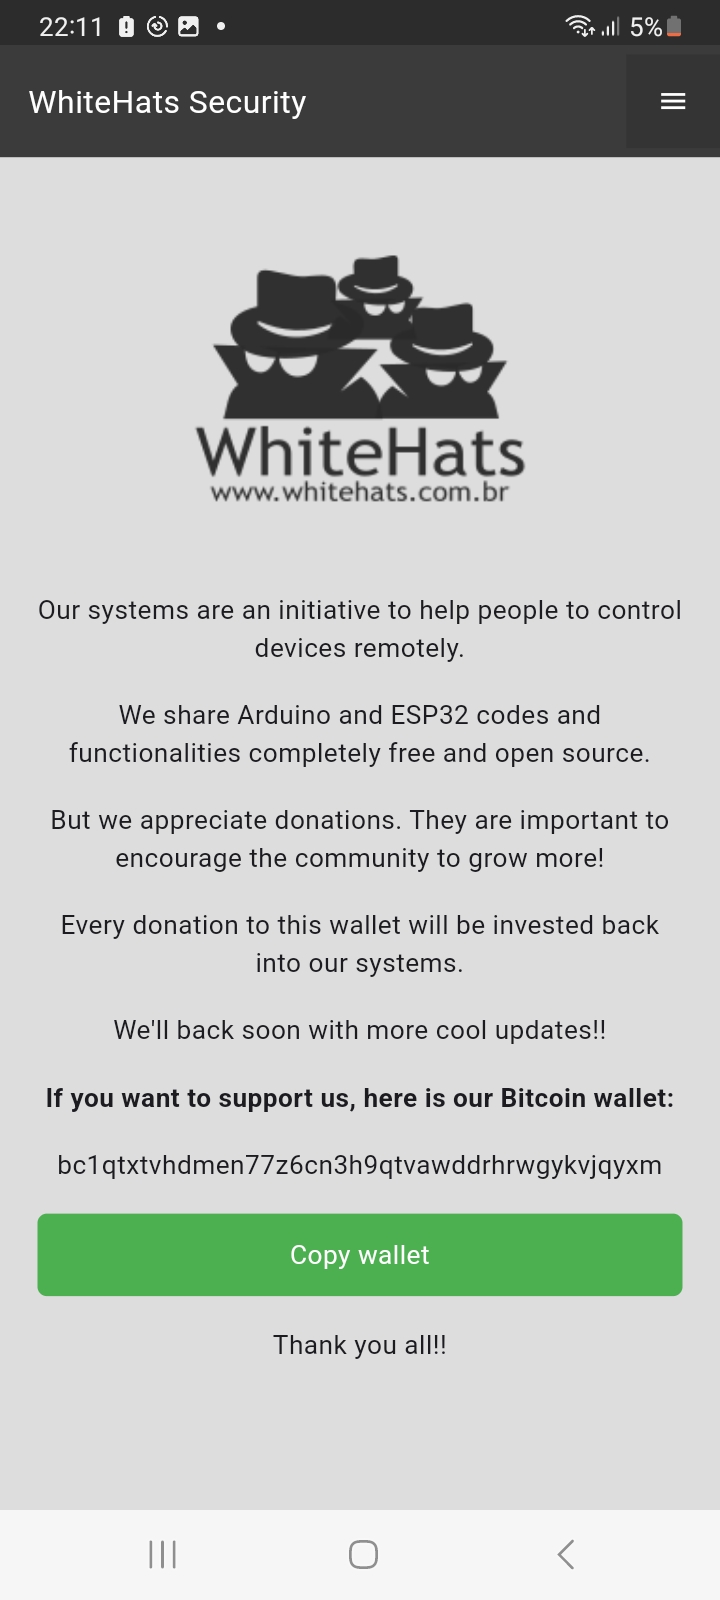 22:11
5%
WhiteHats Security
WhiteHats
www.whitehats.com.br
Our systems are an initiative to help people to control
devices remotely.
We share Arduino and ESP32 codes and
functionalities completely free and open source.
But we appreciate donations. They are important to
encourage the community to grow more!
Every donation to this wallet will be invested back
into our systems.
We'll back soon with more cool updates!!
If you want to support us, here is our Bitcoin wallet:
bc1qtxtvhdmen77z6cn3h9qtvawddrhrwgykvjqyxm
Copy wallet
Thank you all!!